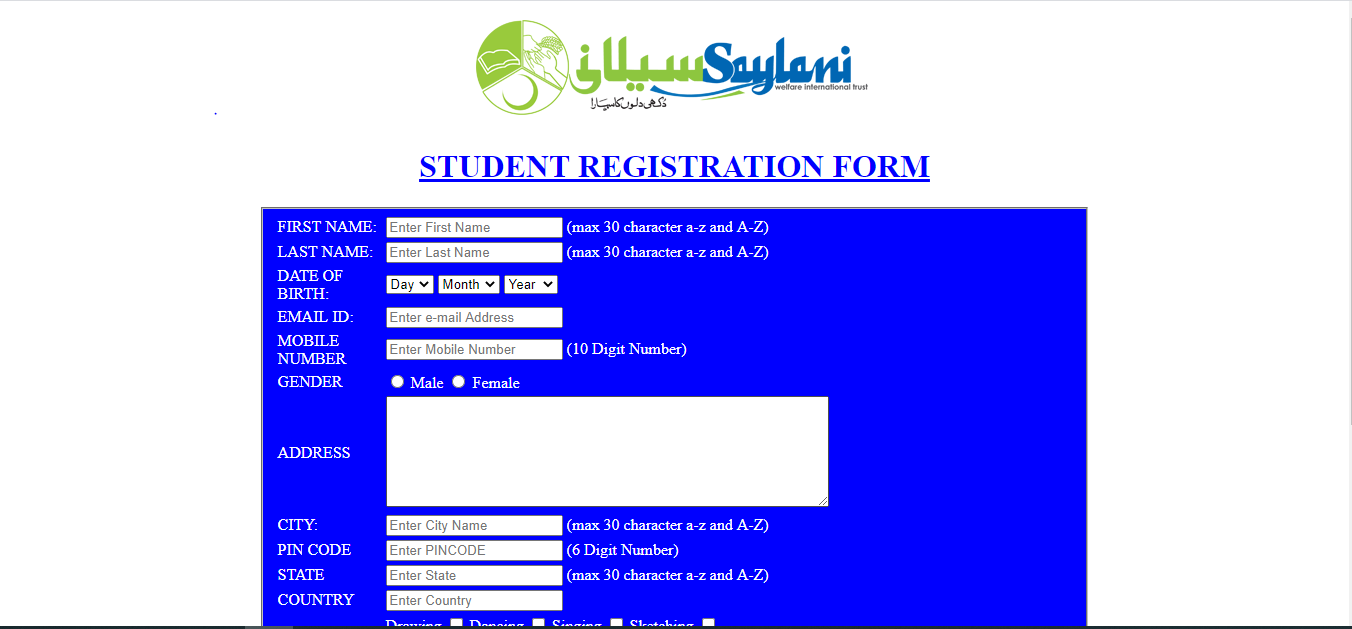 سیلانی Saylani
welfare international trust
دُکھی دلوں کا سہارا
.
STUDENT REGISTRATION FORM
FIRST NAME: Enter First Name (max 30 character a-z and A-Z)
LAST NAME: Enter Last Name (max 30 character a-z and A-Z)
DATE OF
BIRTH: Day Month Year
EMAIL ID: Enter e-mail Address
MOBILE
NUMBER Enter Mobile Number (10 Digit Number)
GENDER Male Female
ADDRESS
CITY: Enter City Name (max 30 character a-z and A-Z)
PIN CODE Enter PINCODE (6 Digit Number)
STATE Enter State (max 30 character a-z and A-Z)
COUNTRY Enter Country
Drawing Dancing Singing Sketching